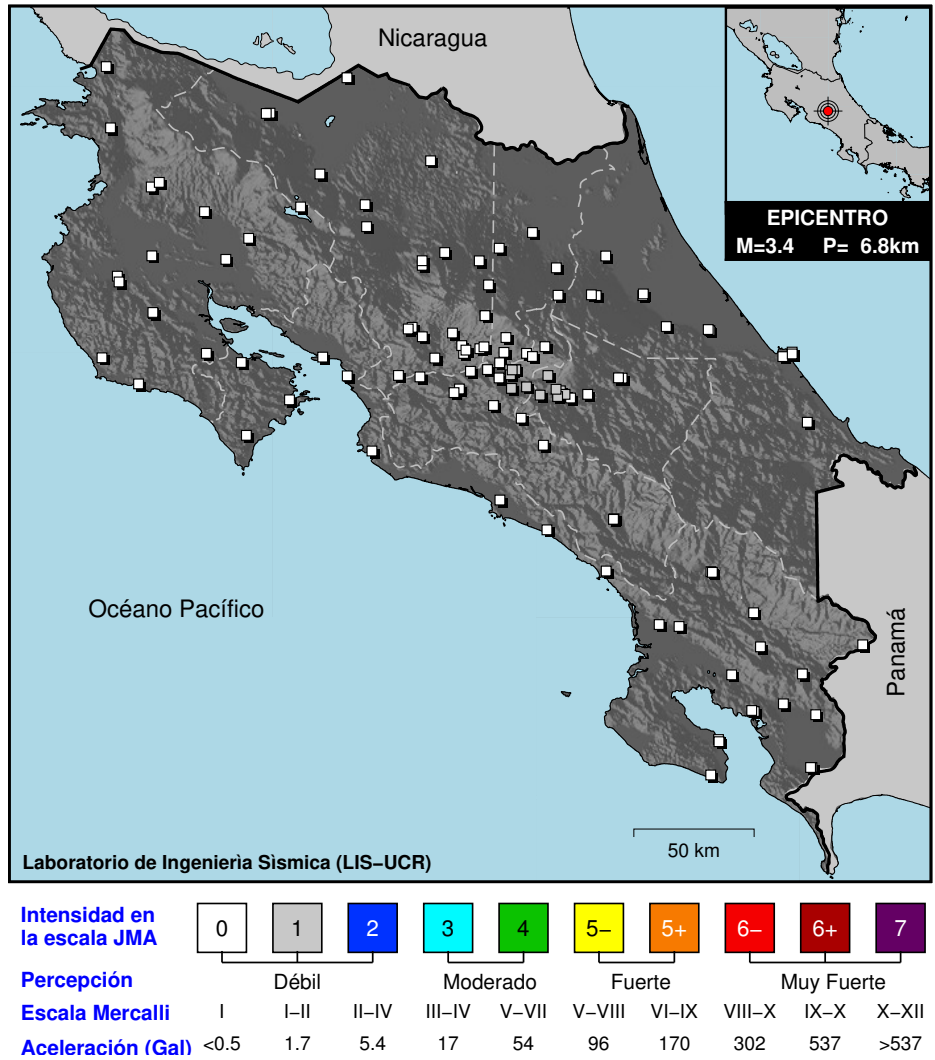 Nicaragua
EPICENTRO
M=3.4 P= 6.8km
Océano Pacífico
Panamá
50 km
Laboratorio de Ingenierìa Sìsmica (LIS–UCR)
Intensidad en
la escala JMA
0 1 2 3 4 5– 5+ 6– 6+ 7
Percepción Débil Moderado Fuerte Muy Fuerte
Escala Mercalli I I–II II–IV III–IV V–VII V–VIII VI–IX VIII–X IX–X X–XII
Aceleración (Gal) <0.5 1.7 5.4 17 54 96 170 302 537 >537